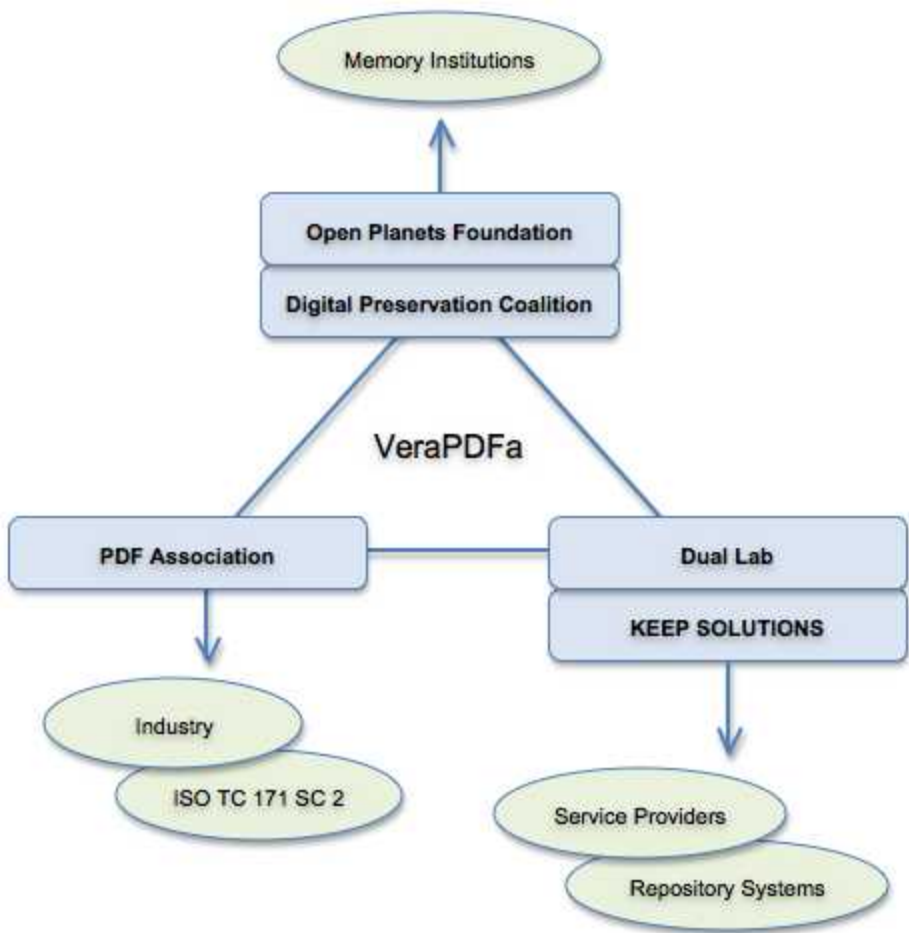 Memory Institutions
Open Planets Foundation
Digital Preservation Coalition
VeraPDFa
PDF Association
Dual Lab
KEEP SOLUTIONS
Industry
ISO TC 171 SC 2
Service Providers
Repository Systems